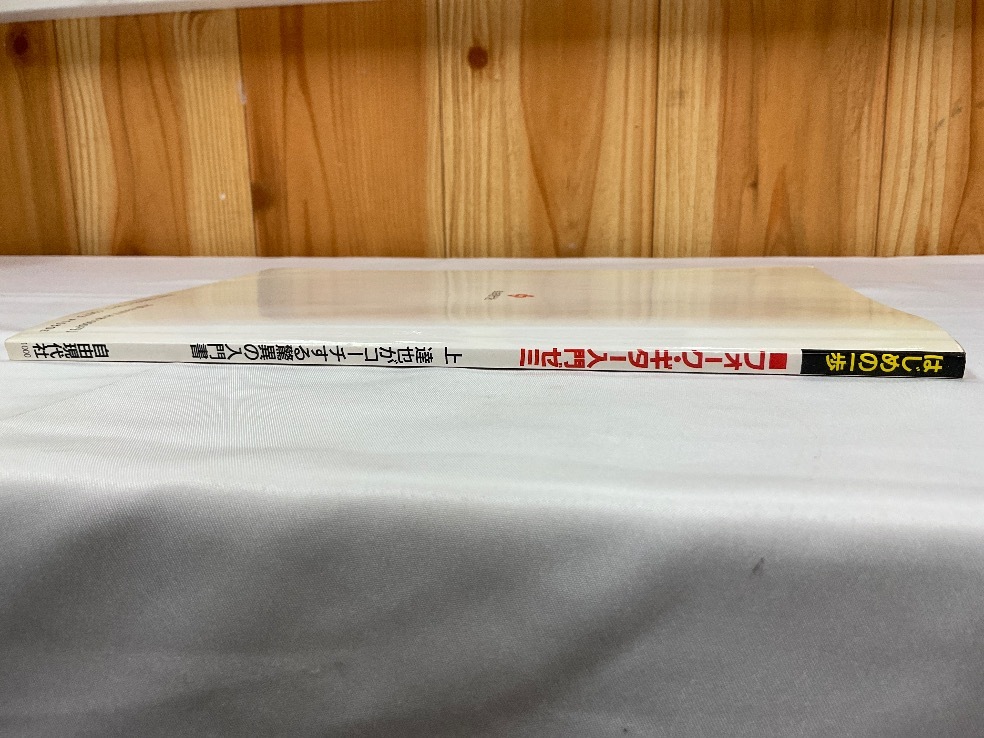 はじめの一歩
■フォーク・ギター入門ゼミ
上達也がコーチする驚異の入門書
自由現代社
1000